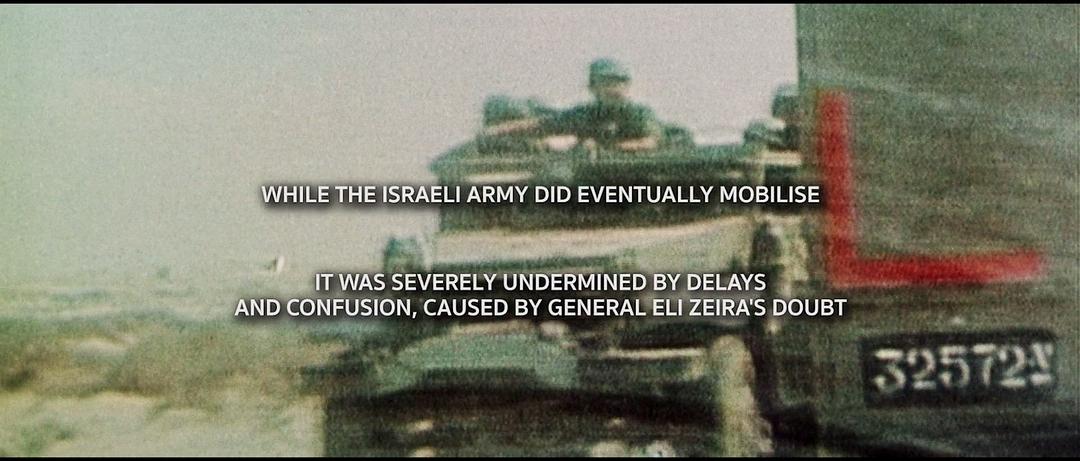 WHILE THE ISRAELI ARMY DID EVENTUALLY MOBILISE
IT WAS SEVERELY UNDERMINED BY DELAYS
AND CONFUSION, CAUSED BY GENERAL ELI ZEIRA'S DOUBT
325724